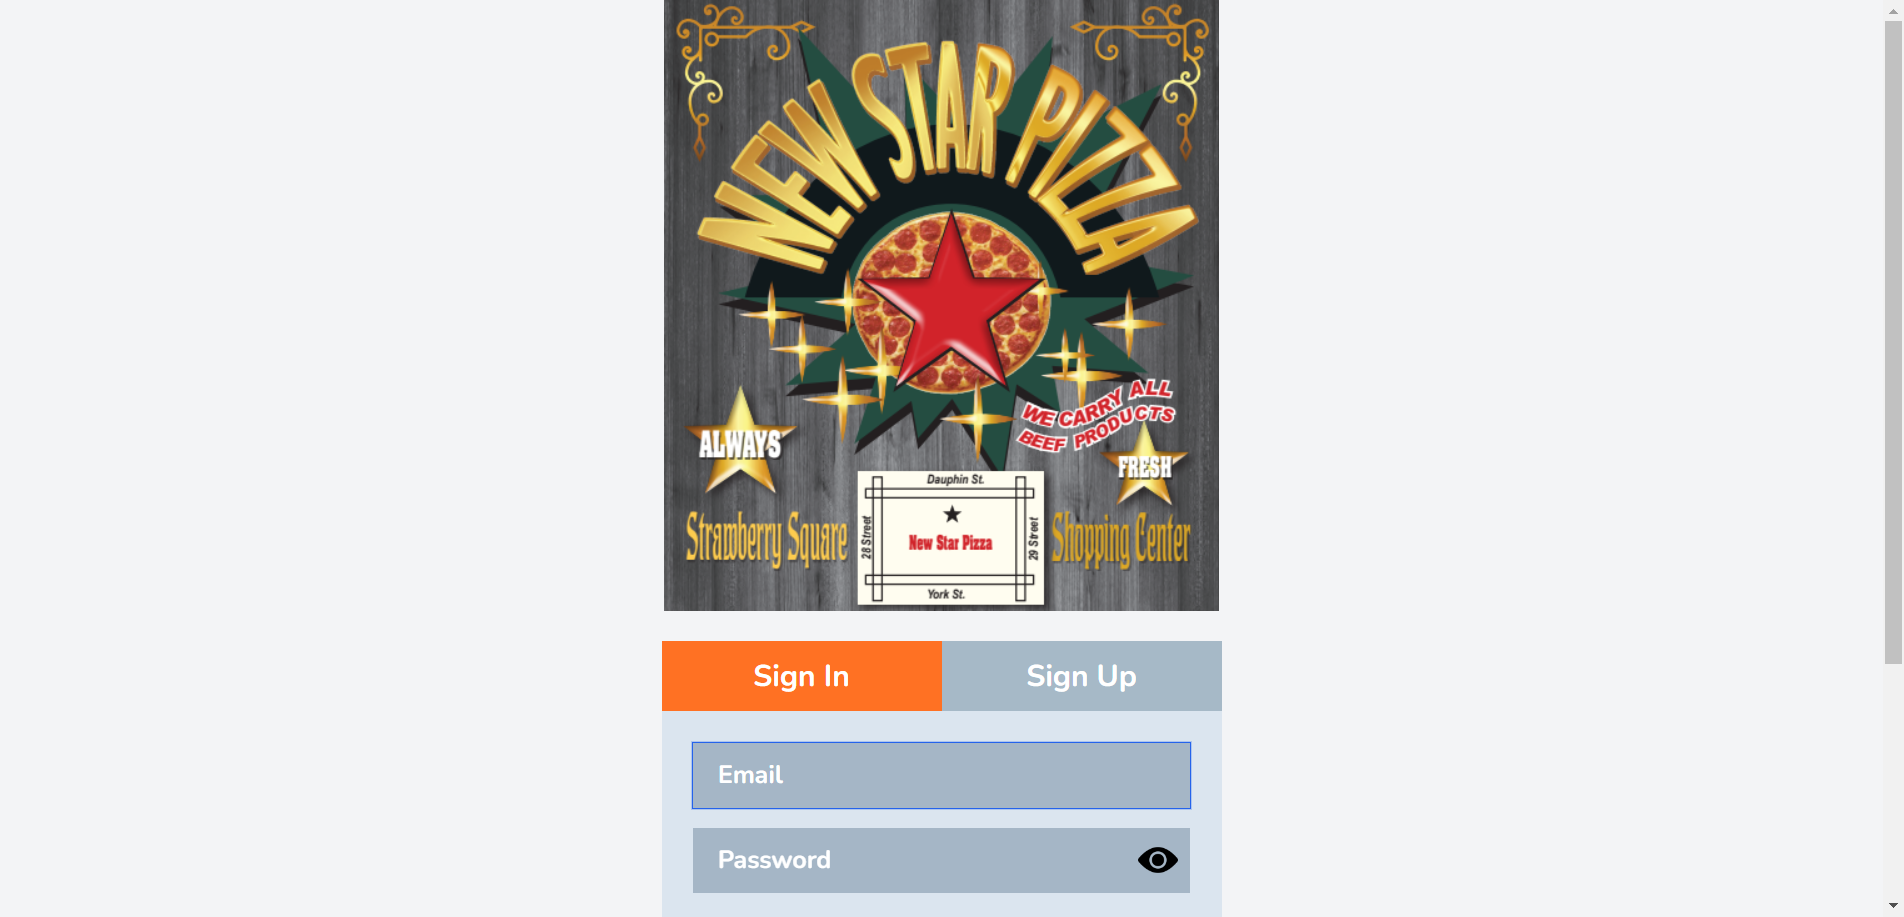 NEW STAR PIZZA
WE CARRY ALL
BEEF PRODUCTS
ALWAYS
FRESH
Strawberry Square
Dauphin St.
28 Street
New Star Pizza
29 Street
York St.
Shopping Center
Sign In
Sign Up
Email
Password